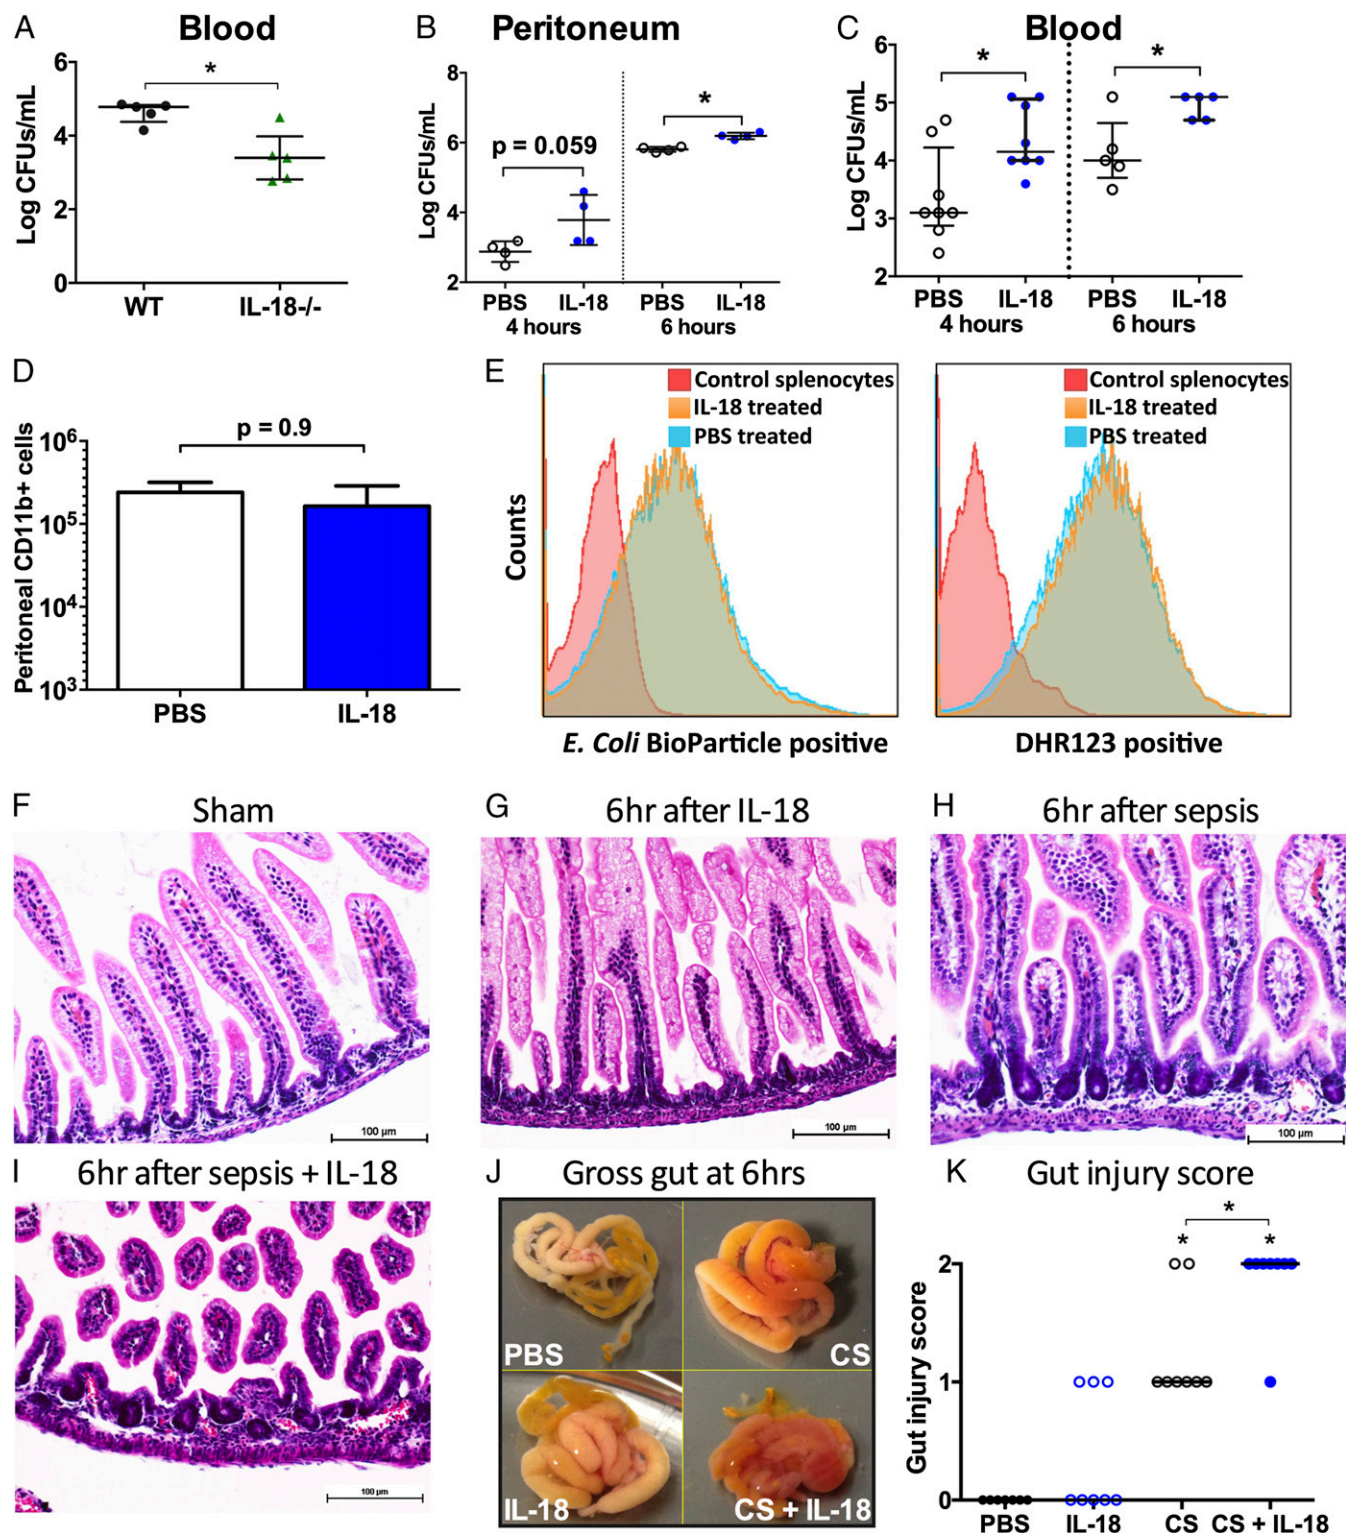 A Blood
6
4
2
0
Log CFUs/mL
*
WT IL-18-/-
B Peritoneum
8
6
4
2
Log CFUs/mL
p = 0.059
*
PBS IL-18 PBS IL-18
4 hours 6 hours
C Blood
6
5
4
3
2
Log CFUs/mL
* *
PBS IL-18 PBS IL-18
4 hours 6 hours
D
Peritoneal CD11b+ cells
10⁶
10⁵
10⁴
10³
p = 0.9
PBS IL-18
E
Counts
Control splenocytes
IL-18 treated
PBS treated
E. Coli BioParticle positive
Control splenocytes
IL-18 treated
PBS treated
DHR123 positive
F Sham
100 µm
G 6hr after IL-18
100 µm
H 6hr after sepsis
100 µm
I 6hr after sepsis + IL-18
100 µm
J Gross gut at 6hrs
PBS CS
IL-18 CS + IL-18
K Gut injury score
*
* *
2
1
0
Gut injury score
PBS IL-18 CS CS + IL-18